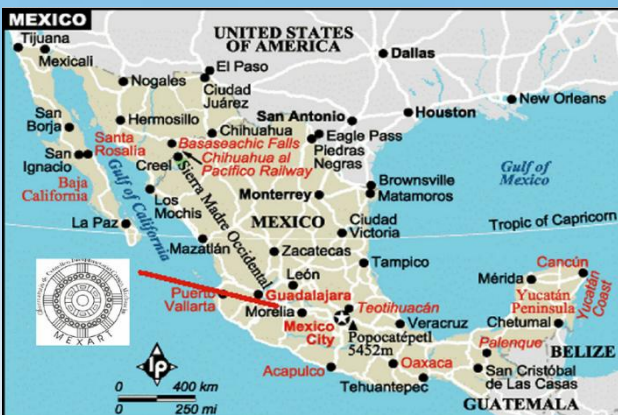 MEXICO
Tijuana
Mexicali
UNITED STATES
OF AMERICA
Dallas
Nogales
El Paso
Ciudad
Juárez
New Orleans
San
Borja
Hermosillo
San Antonio
Houston
Santa
Rosalia
Chihuahua
Basaseachic Falls
Eagle Pass
Piedras
Negras
San
Ignacio
Creel
Chihuahua al
Pacifico Railway
Gulf of
Mexico
Baja
California
Gulf of California
Sierra Madre Occidental
Los
Mochis
Monterrey
Brownsville
Matamoros
La Paz
MEXICO
Ciudad
Victoria
Tropic of Capricorn
Mazatlán
Zacatecas
Tampico
León
Cancún
Mérida
Puerto
Vallarta
Guadalajara
Teotihuacán
Yucatán
Peninsula
Yucatán
Coast
Morelia
Mexico
City
Veracruz
Chetumal
MEXART
Popocatépetl
5452m
Palenque
BELIZE
lp
Acapulco
Oaxaca
San Cristóbal
de Las Casas
Tehuantepec
0 400 km
0 250 mi
GUATEMALA